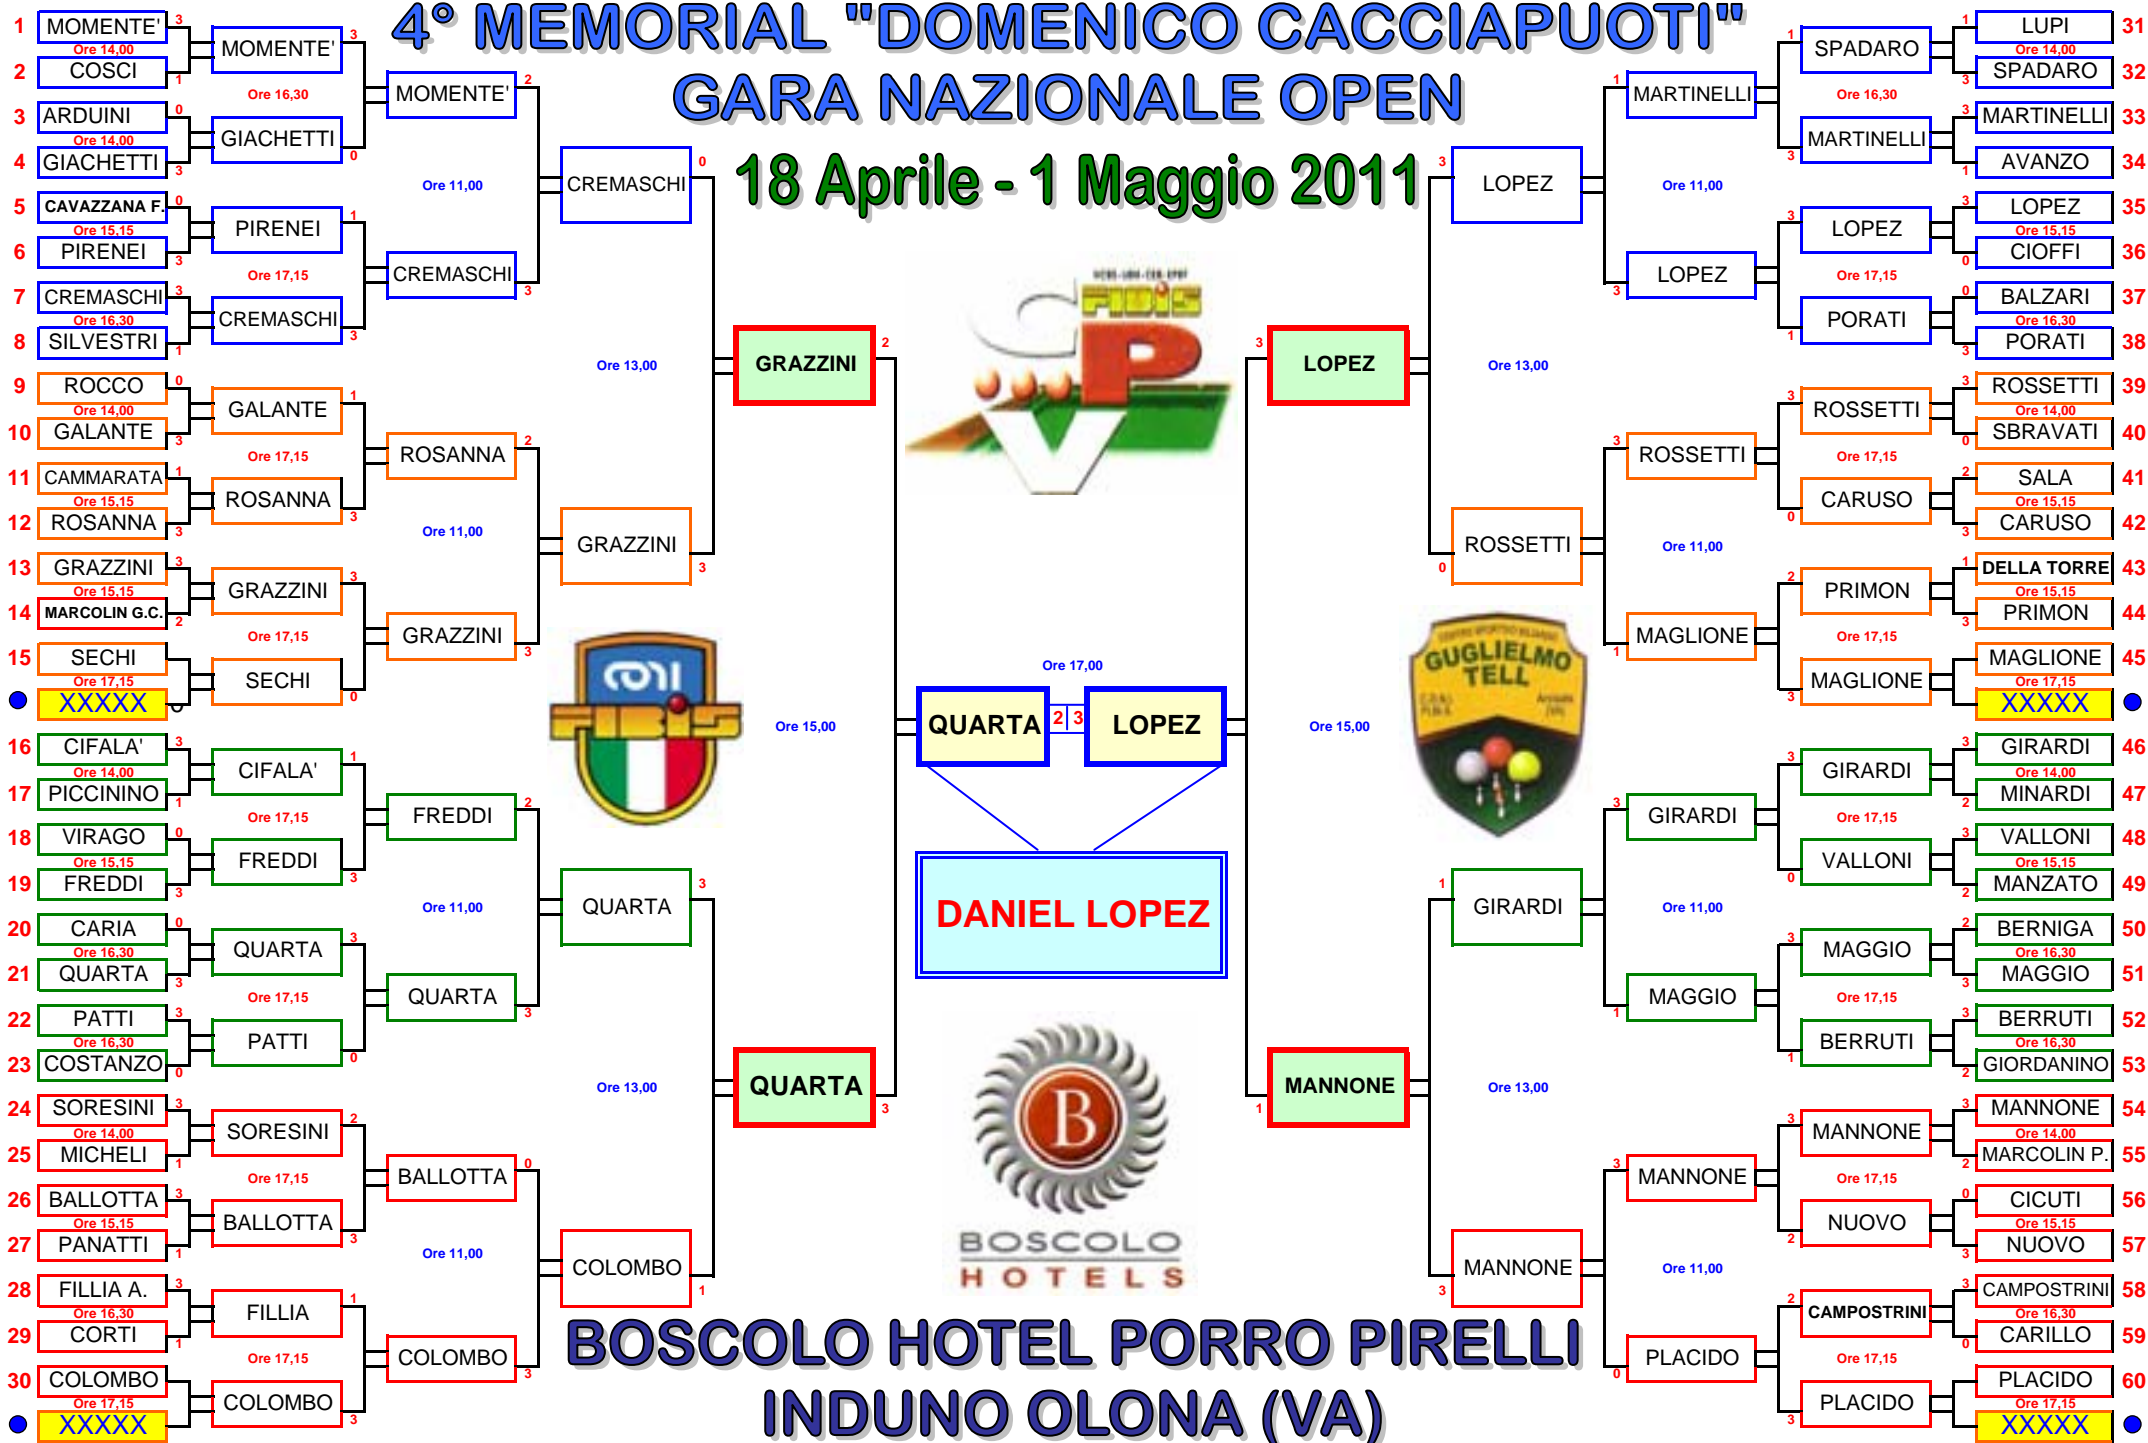 4° MEMORIAL "DOMENICO CACCIAPUOTI"
GARA NAZIONALE OPEN
18 Aprile - 1 Maggio 2011
1 MOMENTE' 3
Ore 14,00
2 COSCI 1
3 ARDUINI 0
Ore 14,00
4 GIACHETTI 3
5 CAVAZZANA F. 0
Ore 15,15
6 PIRENEI 3
7 CREMASCHI 3
Ore 16,30
8 SILVESTRI 1
9 ROCCO 0
Ore 14,00
10 GALANTE 3
11 CAMMARATA 1
Ore 15,15
12 ROSANNA 3
13 GRAZZINI 3
Ore 15,15
14 MARCOLIN G.C. 2
15 SECHI
Ore 17,15
XXXXX
16 CIFALA' 3
Ore 14,00
17 PICCININO 1
18 VIRAGO 0
Ore 15,15
19 FREDDI 3
20 CARIA 0
Ore 16,30
21 QUARTA 3
22 PATTI 3
Ore 16,30
23 COSTANZO 0
24 SORESINI 3
Ore 14,00
25 MICHELI 1
26 BALLOTTA 3
Ore 15,15
27 PANATTI 1
28 FILLIA A. 3
Ore 16,30
29 CORTI 1
30 COLOMBO
Ore 17,15
XXXXX
MOMENTE' 3
Ore 16,30
GIACHETTI 0
PIRENEI 1
Ore 17,15
CREMASCHI 3
GALANTE 1
Ore 17,15
ROSANNA 3
GRAZZINI 3
Ore 17,15
SECHI 0
CIFALA' 1
Ore 17,15
FREDDI 3
QUARTA 3
Ore 17,15
PATTI 0
SORESINI 2
Ore 17,15
BALLOTTA 3
FILLIA 1
Ore 17,15
COLOMBO 3
MOMENTE' 2
Ore 11,00
CREMASCHI 3
ROSANNA 2
Ore 11,00
GRAZZINI 3
FREDDI 2
Ore 11,00
QUARTA 3
BALLOTTA 0
Ore 11,00
COLOMBO 3
CREMASCHI 0
Ore 13,00
GRAZZINI 3
QUARTA 3
Ore 13,00
COLOMBO 1
GRAZZINI 2
Ore 15,00
QUARTA 3
FIBiS
PV
CONI
Ore 17,00
QUARTA 2 3 LOPEZ
DANIEL LOPEZ
B
BOSCOLO
HOTELS
3 LOPEZ
Ore 15,00
1 MANNONE
GUGLIELMO
TELL
3 LOPEZ
Ore 13,00
0 ROSSETTI
1 GIRARDI
Ore 13,00
3 MANNONE
1 MARTINELLI
Ore 11,00
3 LOPEZ
3 ROSSETTI
Ore 11,00
1 MAGLIONE
3 GIRARDI
Ore 11,00
1 MAGGIO
3 MANNONE
Ore 11,00
0 PLACIDO
1 SPADARO
Ore 16,30
3 MARTINELLI
3 LOPEZ
Ore 17,15
1 PORATI
3 ROSSETTI
Ore 17,15
0 CARUSO
2 PRIMON
Ore 17,15
3 MAGLIONE
3 GIRARDI
Ore 17,15
0 VALLONI
3 MAGGIO
Ore 17,15
1 BERRUTI
3 MANNONE
Ore 17,15
2 NUOVO
2 CAMPOSTRINI
Ore 17,15
3 PLACIDO
1 LUPI 31
Ore 14,00
3 SPADARO 32
3 MARTINELLI 33
1 AVANZO 34
3 LOPEZ 35
Ore 15,15
0 CIOFFI 36
0 BALZARI 37
Ore 16,30
3 PORATI 38
3 ROSSETTI 39
Ore 14,00
0 SBRAVATI 40
2 SALA 41
Ore 15,15
3 CARUSO 42
1 DELLA TORRE 43
Ore 15,15
3 PRIMON 44
MAGLIONE 45
Ore 17,15
XXXXX
3 GIRARDI 46
Ore 14,00
2 MINARDI 47
3 VALLONI 48
Ore 15,15
2 MANZATO 49
2 BERNIGA 50
Ore 16,30
3 MAGGIO 51
3 BERRUTI 52
Ore 16,30
2 GIORDANINO 53
3 MANNONE 54
Ore 14,00
2 MARCOLIN P. 55
0 CICUTI 56
Ore 15,15
3 NUOVO 57
3 CAMPOSTRINI 58
Ore 16,30
0 CARILLO 59
PLACIDO 60
Ore 17,15
XXXXX
BOSCOLO HOTEL PORRO PIRELLI
INDUNO OLONA (VA)